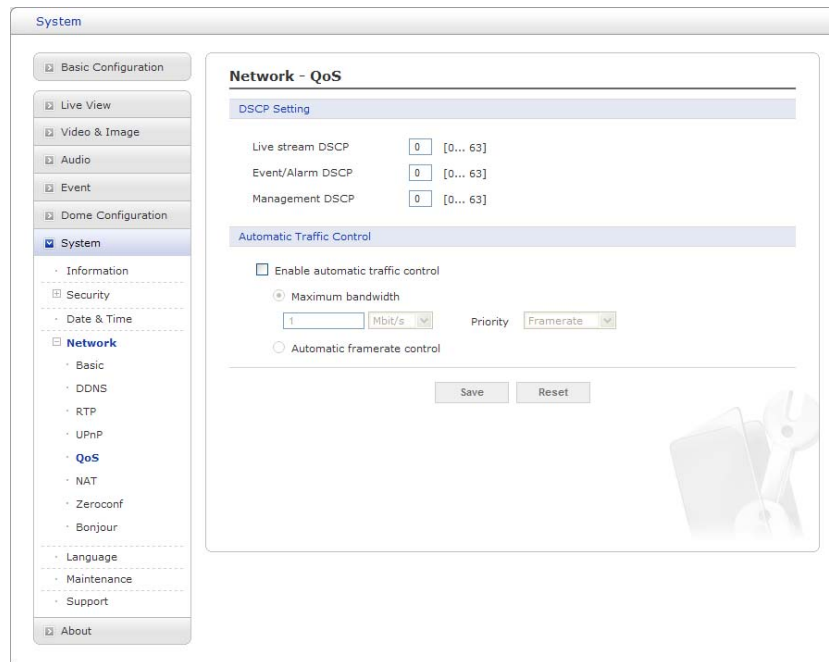 System
Basic Configuration
Live View
Video & Image
Audio
Event
Dome Configuration
System
Information
Security
Date & Time
Network
Basic
DDNS
RTP
UPnP
QoS
NAT
Zeroconf
Bonjour
Language
Maintenance
Support
About
Network - QoS
DSCP Setting
Live stream DSCP 0 [0... 63]
Event/Alarm DSCP 0 [0... 63]
Management DSCP 0 [0... 63]
Automatic Traffic Control
Enable automatic traffic control
Maximum bandwidth
1 Mbit/s Priority Framerate
Automatic framerate control
Save Reset